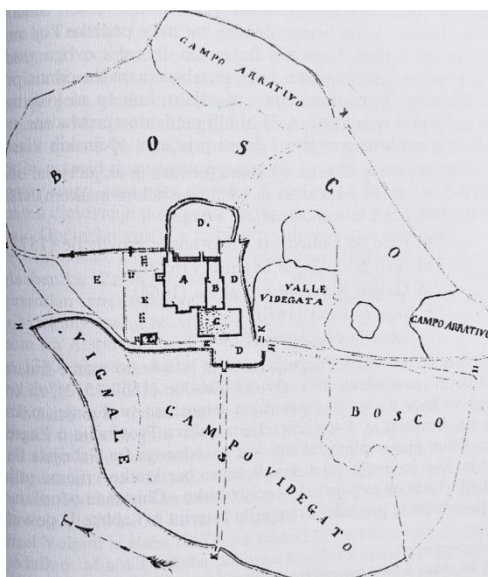 CAMPO ARRATIVO
BOSCO
D.
E
A
B
D
E
C
D
VALLE
VIDEGATA
CAMPO ARRATIVO
H
K
H
H
H
VIGNALE
CAMPO VIDEGATO
BOSCO
K